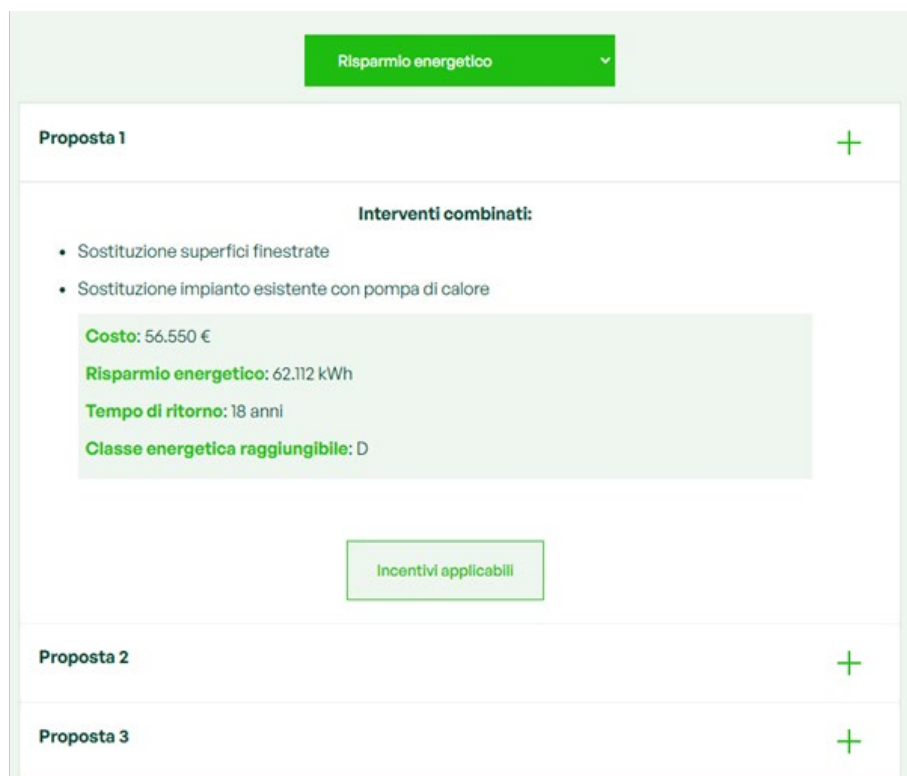 Risparmio energetico
Proposta 1
Interventi combinati:
• Sostituzione superfici finestrate
• Sostituzione impianto esistente con pompa di calore
Costo: 56.550 €
Risparmio energetico: 62.112 kWh
Tempo di ritorno: 18 anni
Classe energetica raggiungibile: D
Incentivi applicabili
Proposta 2
Proposta 3